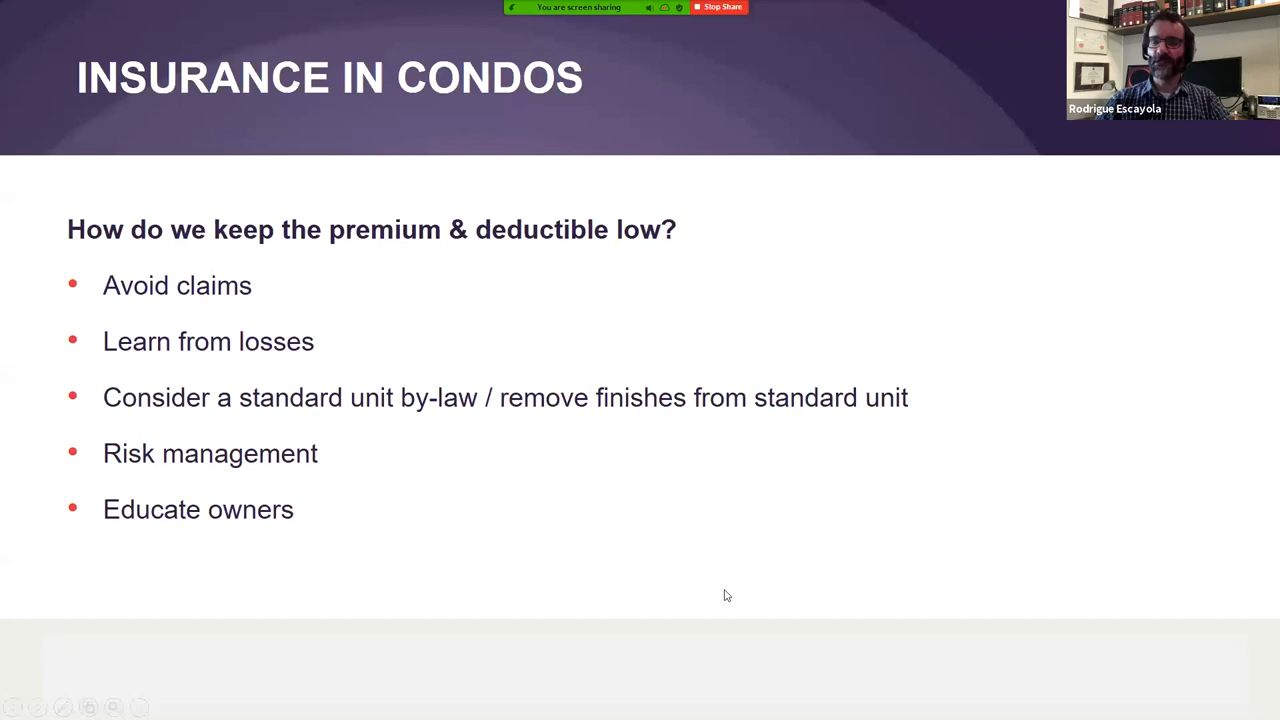 You are screen sharing
Stop Share
INSURANCE IN CONDOS
Rodrigue Escayola
How do we keep the premium & deductible low?
• Avoid claims
• Learn from losses
• Consider a standard unit by-law / remove finishes from standard unit
• Risk management
• Educate owners